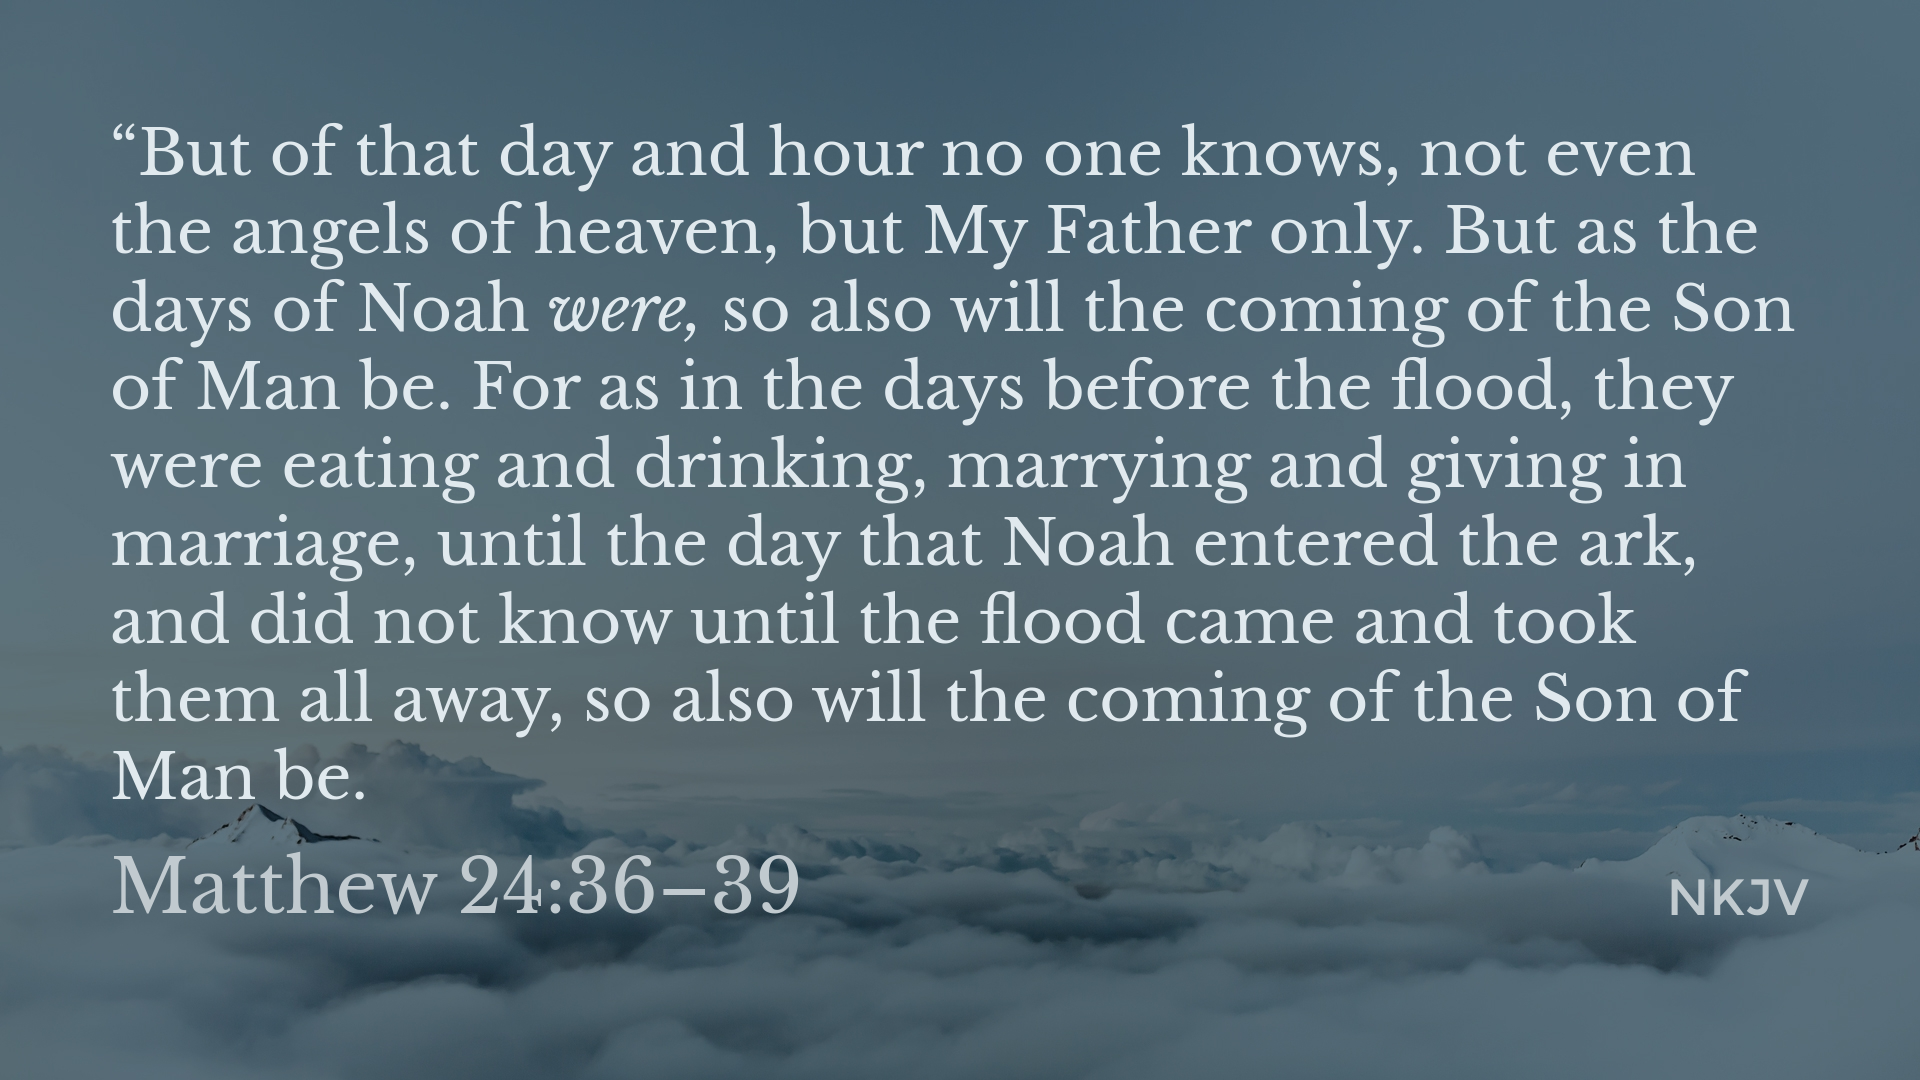 “But of that day and hour no one knows, not even
the angels of heaven, but My Father only. But as the
days of Noah were, so also will the coming of the Son
of Man be. For as in the days before the flood, they
were eating and drinking, marrying and giving in
marriage, until the day that Noah entered the ark,
and did not know until the flood came and took
them all away, so also will the coming of the Son of
Man be.
Matthew 24:36–39
NKJV